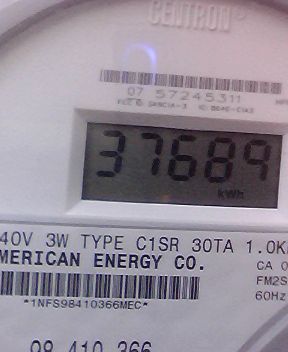 CENTRON
07 57245311
37689
kWh
40V 3W TYPE C1SR 30TA 1.0K
MERICAN ENERGY CO.
CA 0
FM2S
60Hz
*1NFS98410366MEC*
98 410 366